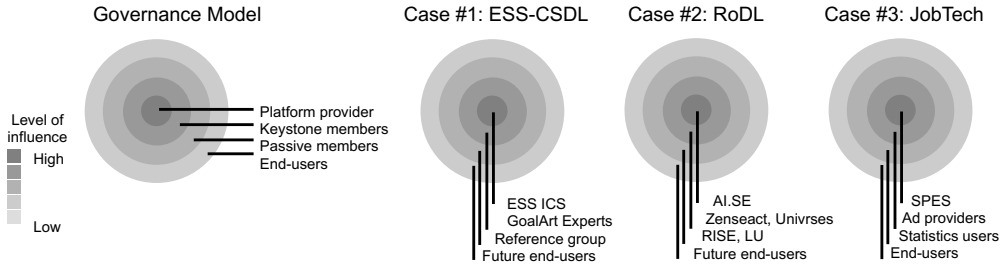 Governance Model
Case #1: ESS-CSDL
Case #2: RoDL
Case #3: JobTech
Level of
influence
High
Low
Platform provider
Keystone members
Passive members
End-users
ESS ICS
GoalArt Experts
Reference group
Future end-users
AI.SE
Zenseact, Univrses
RISE, LU
Future end-users
SPES
Ad providers
Statistics users
End-users